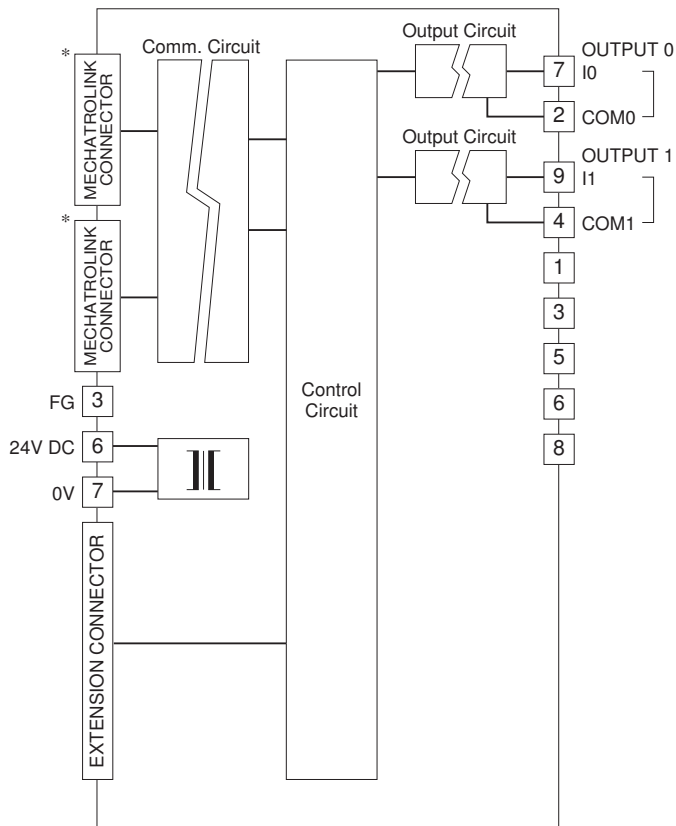 Comm. Circuit
Output Circuit
OUTPUT 0
*
MECHATROLINK
CONNECTOR
7
I0
2
COM0
Output Circuit
OUTPUT 1
9
I1
4
COM1
*
MECHATROLINK
CONNECTOR
1
3
5
6
8
Control
Circuit
FG
3
24V DC
6
0V
7
EXTENSION CONNECTOR